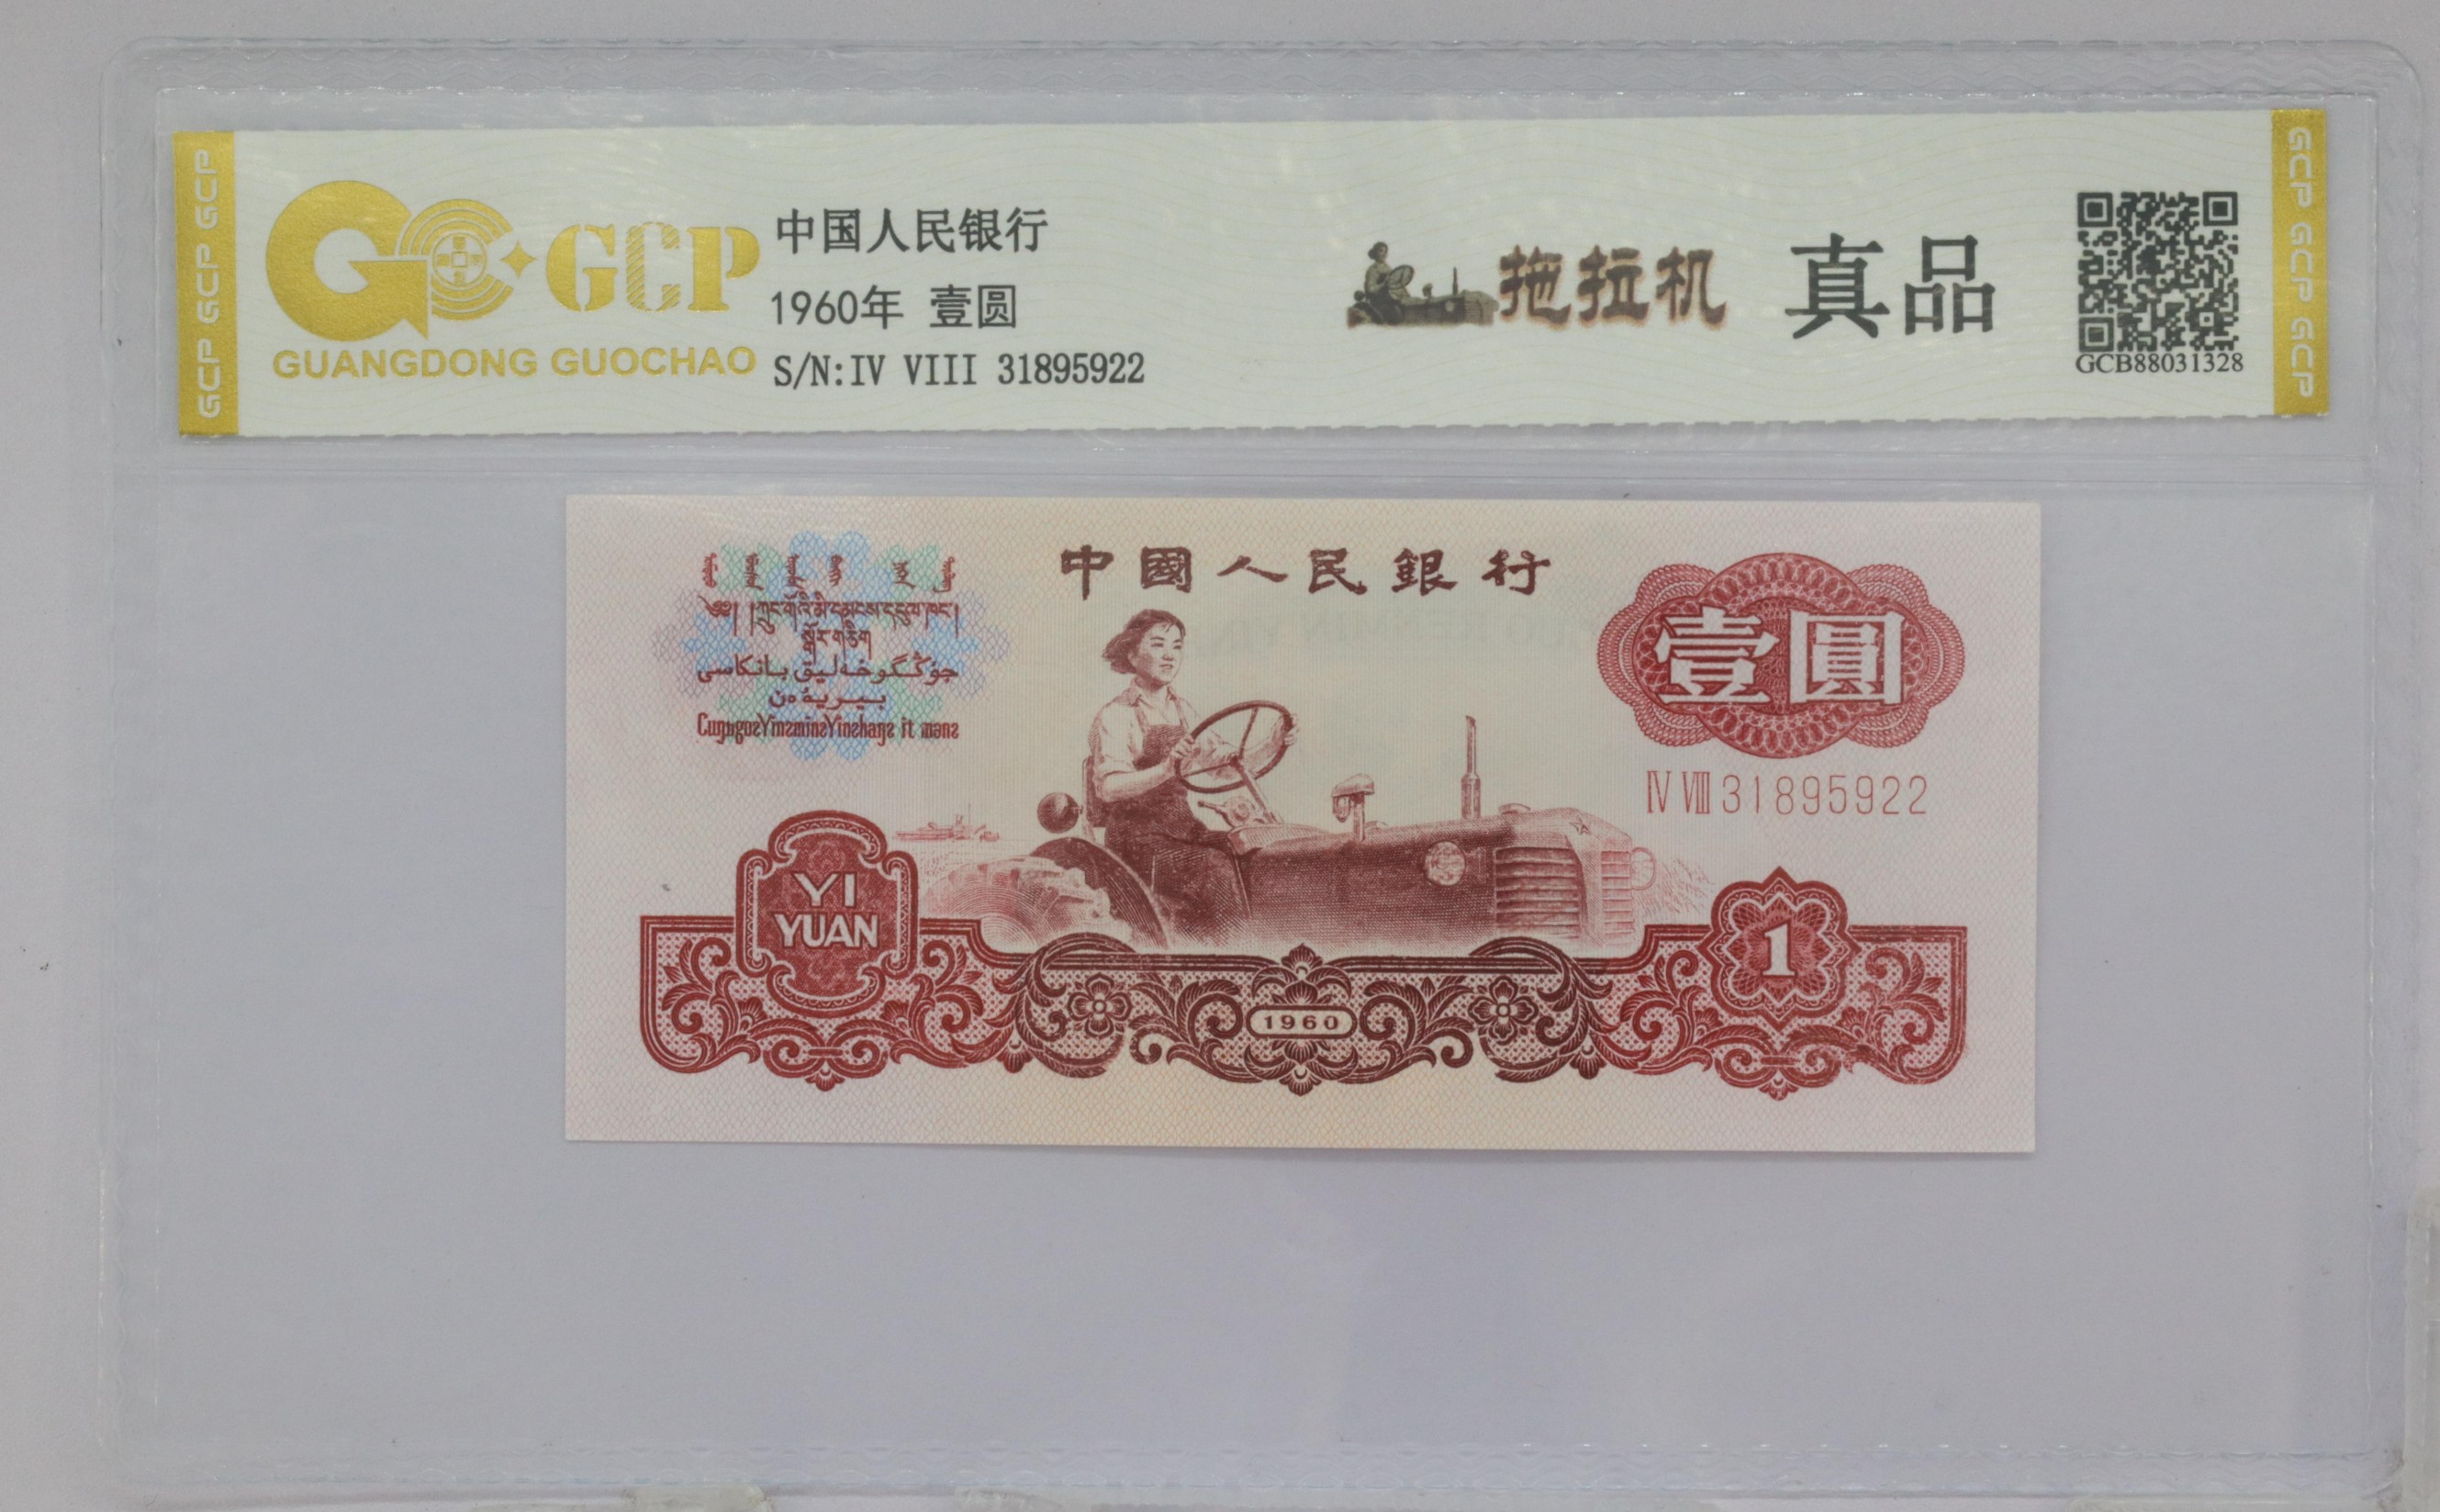 GCP GCP GCP
GCP
GUANGDONG GUOCHAO
中国人民银行
1960年 壹圆
S/N:IV VIII 31895922
拖拉机
真品
GCB88031328
GCP GCP GCP
中國人民銀行
壹圓
IV VIII 31895922
YI
YUAN
1
1960